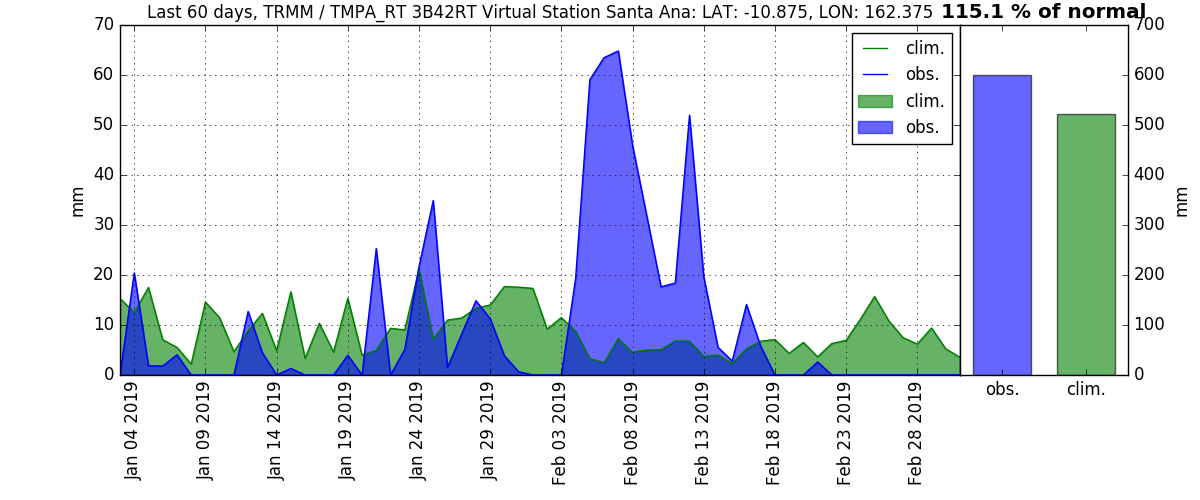 Last 60 days, TRMM / TMPA_RT 3B42RT Virtual Station Santa Ana: LAT: -10.875, LON: 162.375 115.1 % of normal
70
60
50
40
30
20
10
0
mm
clim.
obs.
clim.
obs.
Jan 04 2019
Jan 09 2019
Jan 14 2019
Jan 19 2019
Jan 24 2019
Jan 29 2019
Feb 03 2019
Feb 08 2019
Feb 13 2019
Feb 18 2019
Feb 23 2019
Feb 28 2019
700
600
500
400
300
200
100
0
mm
obs. clim.